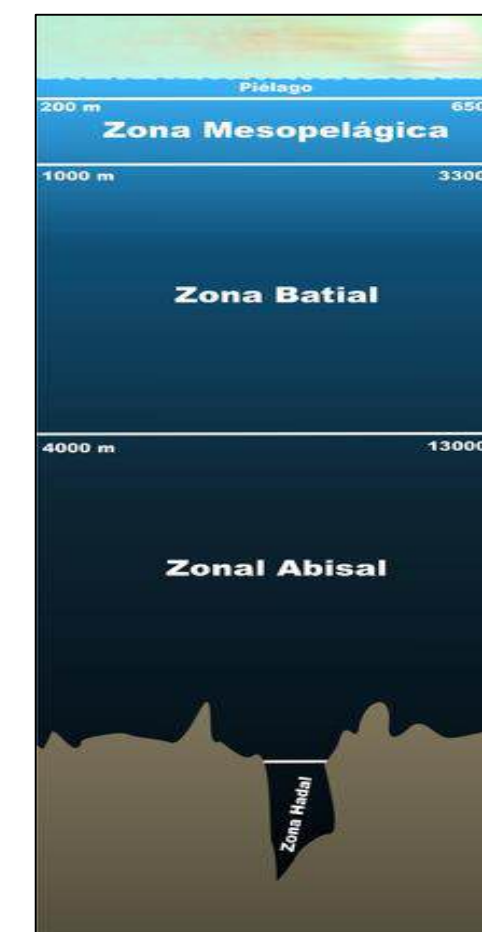 Piélago
200 m 650
Zona Mesopelágica
1000 m 3300
Zona Batial
4000 m 13000
Zonal Abisal
Zona Hadal